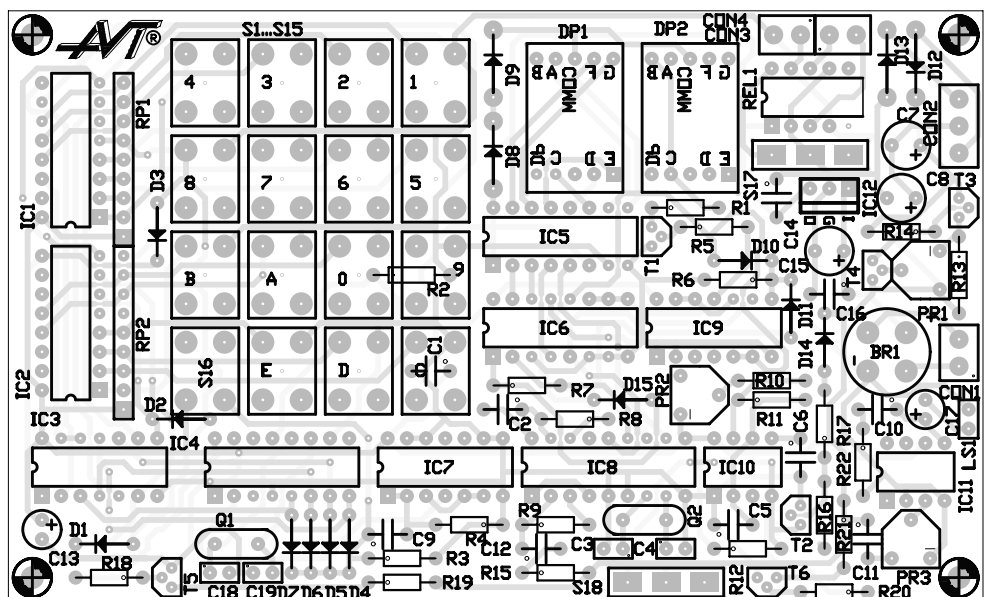 AVT®
S1...S15
DP1
DP2
CON4
CON3
D13
D12
4
3
2
1
D9
A B
F G
COM
A B
F G
COM
REL1
CON2
C7
RP1
8
7
6
5
D8
D3
E D
E D
S17
IC12
C8
T3
IC1
R1
IC5
R5
T1
D10
C14
C15
R14
B
A
0
9
R2
R6
T4
R13
RP2
IC6
IC9
D11
C16
PR1
D14
BR1
S16
E
D
C
C1
IC2
IC3
D2
R7
D15
PR2
R10
CON1
C2
R8
R11
C6
R17
C10
C17
IC4
IC7
IC8
IC10
R22
IC11
LS1
D1
C13
Q1
R4
R9
Q2
C5
T2
R16
R21
C9
C12
C3
C4
R18
R3
R15
C11
T5
C18
C19
D7
D6
D5
D4
R19
S18
R12
T6
PR3
R20